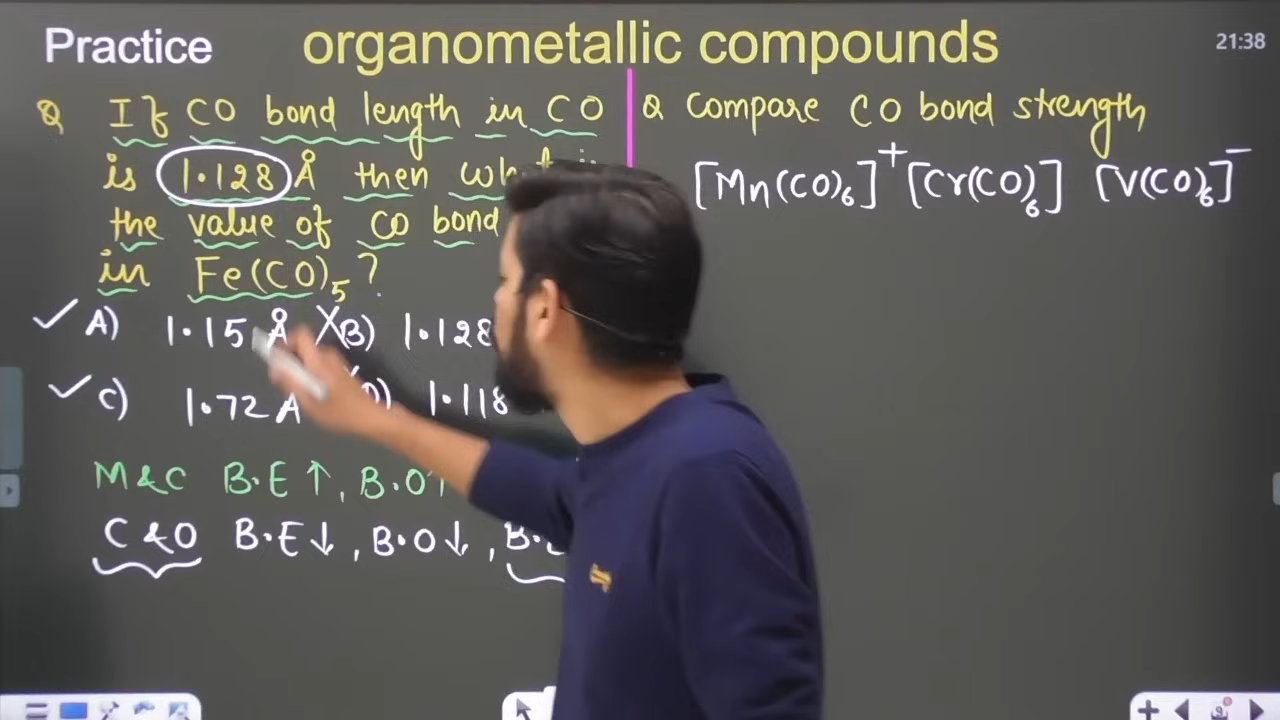 Practice
organometallic compounds
21:38
Q If CO bond length in CO
is 1.128 Å then what is
the value of CO bond
in Fe(CO)5?
✓ A) 1.15 Å X B) 1.128
✓ C) 1.72 Å D) 1.118
M & C B.E ↑, B.O ↑
C & O B.E ↓, B.O ↓,
Q Compare CO bond strength
[Mn(CO)6]+ [Cr(CO)6] [V(CO)6]−